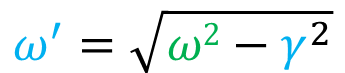 ω′ = √(ω² − γ²)